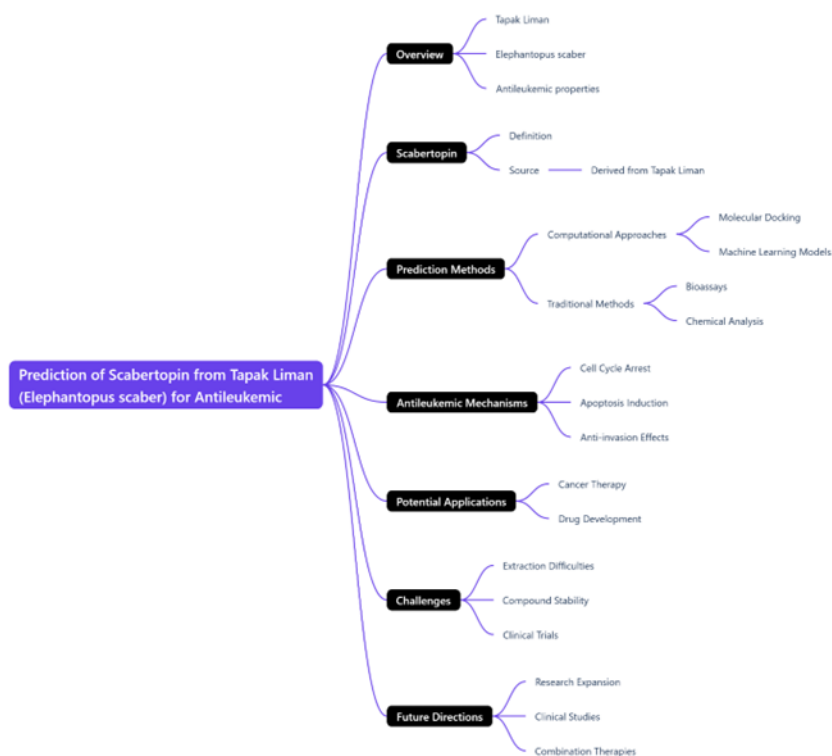 Prediction of Scabertopin from Tapak Liman
(Elephantopus scaber) for Antileukemic
Overview
Tapak Liman
Elephantopus scaber
Antileukemic properties
Scabertopin
Definition
Source
Derived from Tapak Liman
Prediction Methods
Computational Approaches
Molecular Docking
Machine Learning Models
Traditional Methods
Bioassays
Chemical Analysis
Antileukemic Mechanisms
Cell Cycle Arrest
Apoptosis Induction
Anti-invasion Effects
Potential Applications
Cancer Therapy
Drug Development
Challenges
Extraction Difficulties
Compound Stability
Clinical Trials
Future Directions
Research Expansion
Clinical Studies
Combination Therapies